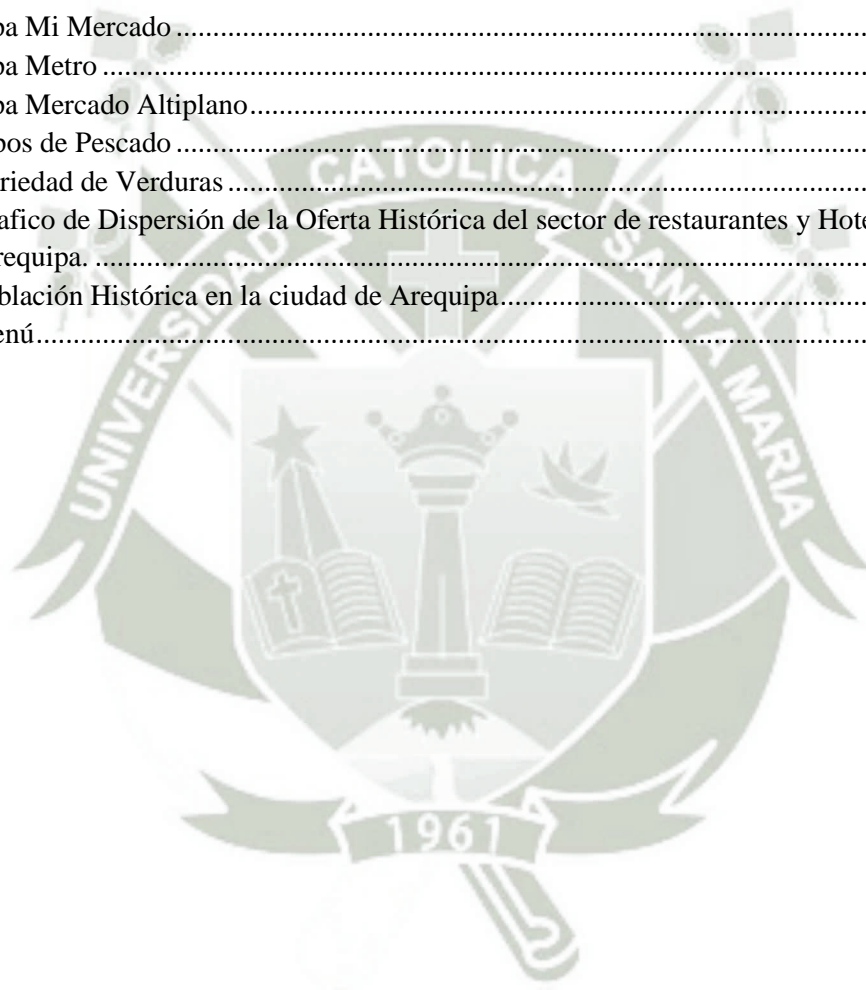 pa Mi Mercado
pa Metro
pa Mercado Altiplano
pos de Pescado
riedad de Verduras
afico de Dispersión de la Oferta Histórica del sector de restaurantes y Hote
requipa.
blación Histórica en la ciudad de Arequipa
enú
UNIVERSIDAD CATOLICA SANTA MARIA
1961